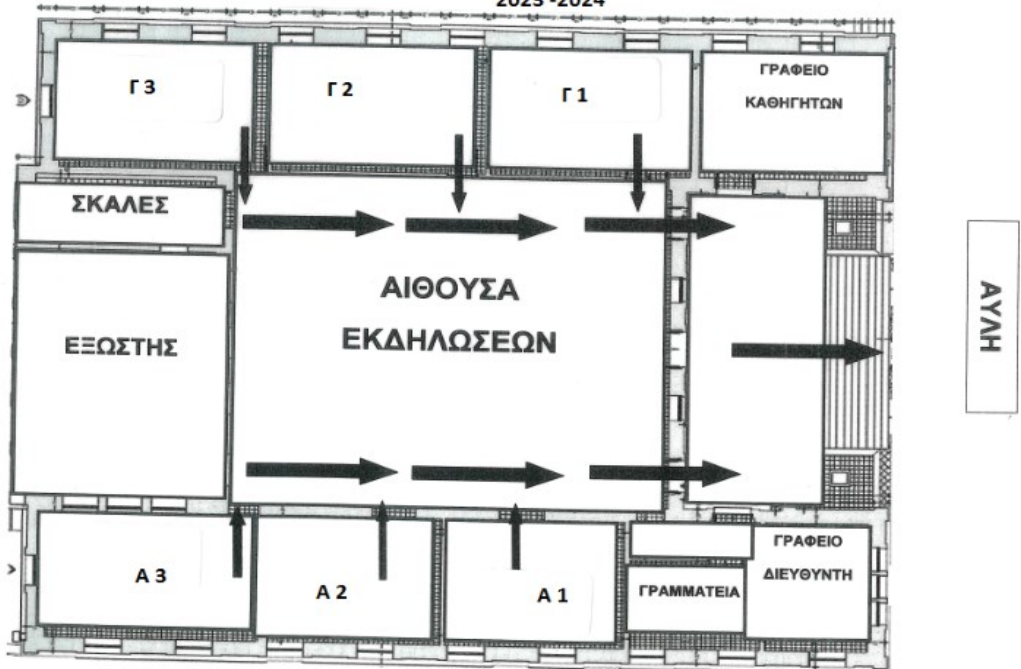 2023 -2024
Γ 3
Γ 2
Γ 1
ΓΡΑΦΕΙΟ
ΚΑΘΗΓΗΤΩΝ
ΣΚΑΛΕΣ
ΑΙΘΟΥΣΑ
ΕΚΔΗΛΩΣΕΩΝ
ΕΞΩΣΤΗΣ
ΑΥΛΗ
Α 3
Α 2
Α 1
ΓΡΑΜΜΑΤΕΙΑ
ΓΡΑΦΕΙΟ
ΔΙΕΥΘΥΝΤΗ